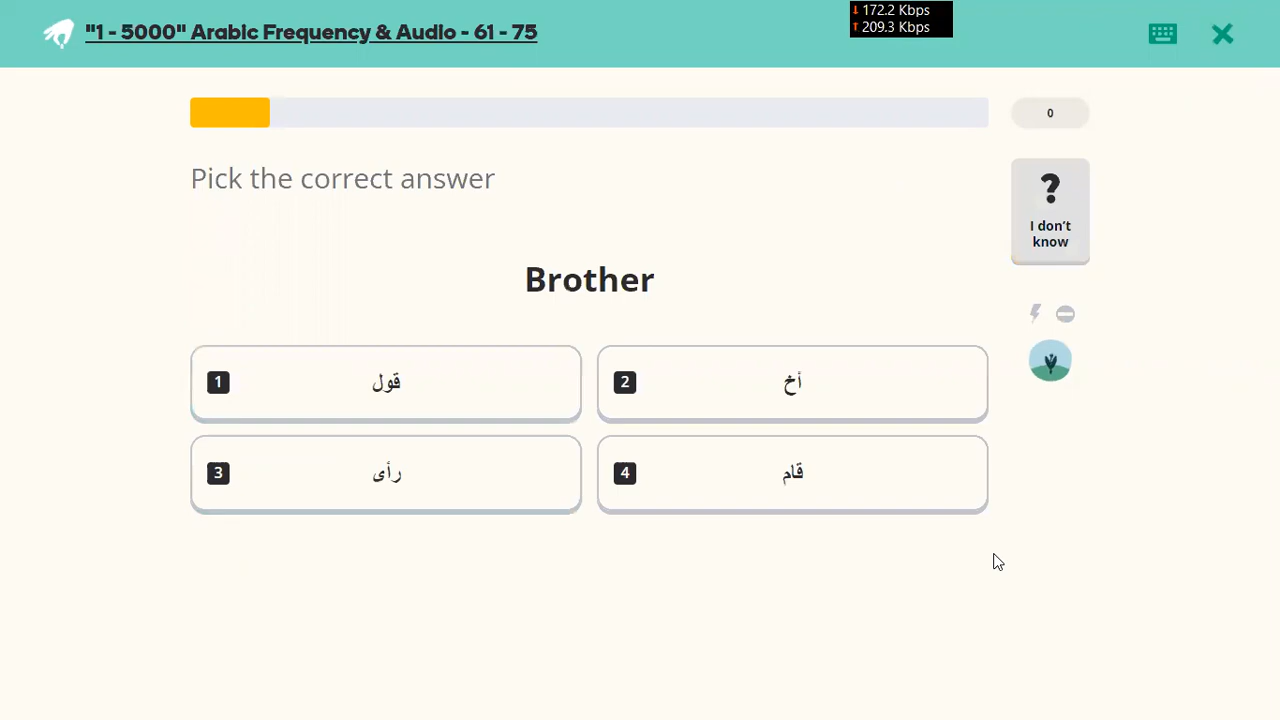 "1 - 5000" Arabic Frequency & Audio - 61 - 75
↓ 172.2 Kbps
↑ 209.3 Kbps
0
Pick the correct answer
?
I don't
know
Brother
1 قول
2 أخ
3 رأى
4 قام